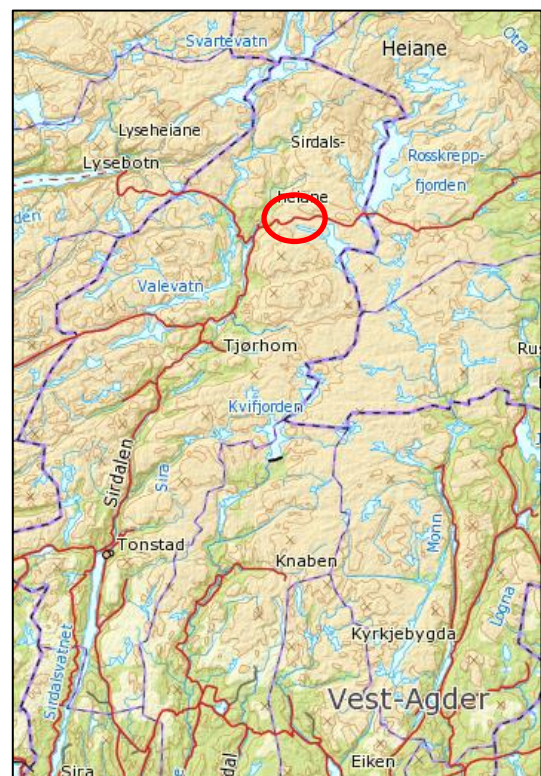 Otra
Svartevatn
Heiane
Lyseheiane
Sirdals-
Lysebotn
Rosskrepp-
fjorden
heiane
Valevatn
Tjørhom
Kvifjorden
Sirdalen
Sira
Monn
Tonstad
Knaben
Logna
Kyrkjebygda
Sirdalsvatnet
Vest-Agder
Eiken
Sira